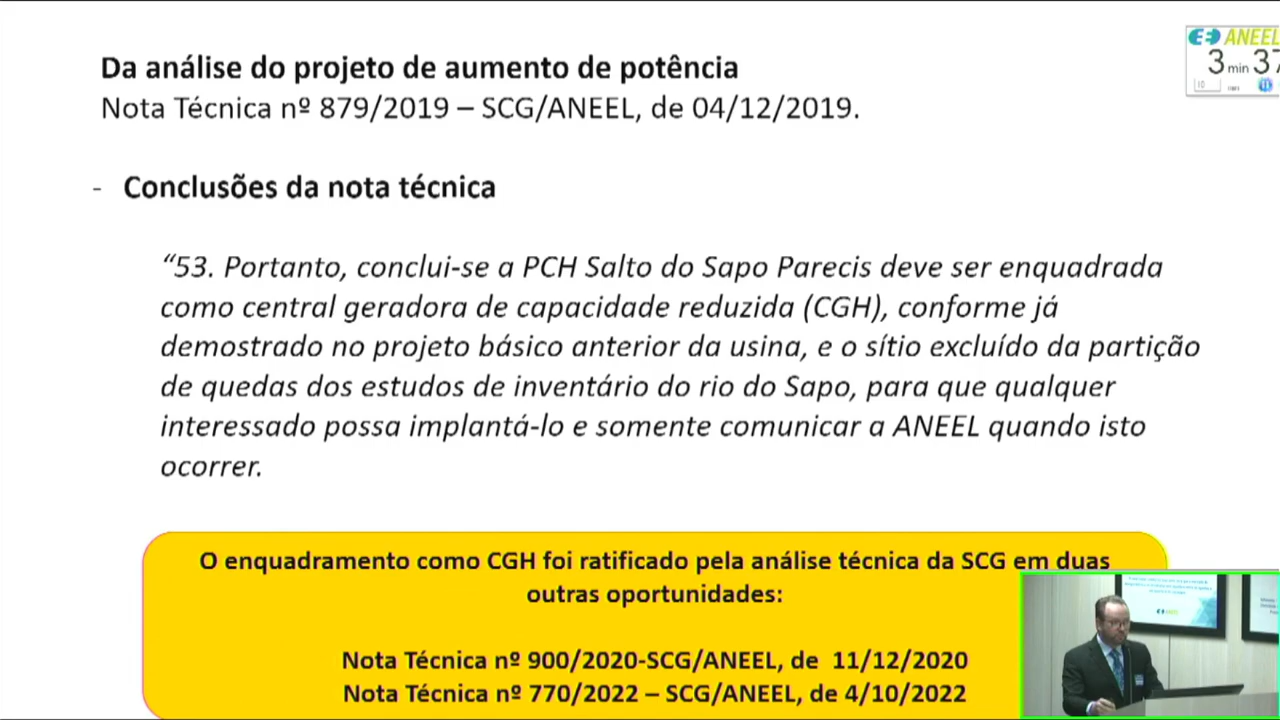 Da análise do projeto de aumento de potência
Nota Técnica nº 879/2019 – SCG/ANEEL, de 04/12/2019.
- Conclusões da nota técnica
“53. Portanto, conclui-se a PCH Salto do Sapo Parecis deve ser enquadrada
como central geradora de capacidade reduzida (CGH), conforme já
demostrado no projeto básico anterior da usina, e o sítio excluído da partição
de quedas dos estudos de inventário do rio do Sapo, para que qualquer
interessado possa implantá-lo e somente comunicar a ANEEL quando isto
ocorrer.
O enquadramento como CGH foi ratificado pela análise técnica da SCG em duas
outras oportunidades:
Nota Técnica nº 900/2020-SCG/ANEEL, de 11/12/2020
Nota Técnica nº 770/2022 – SCG/ANEEL, de 4/10/2022
ANEEL
3 min 37
10